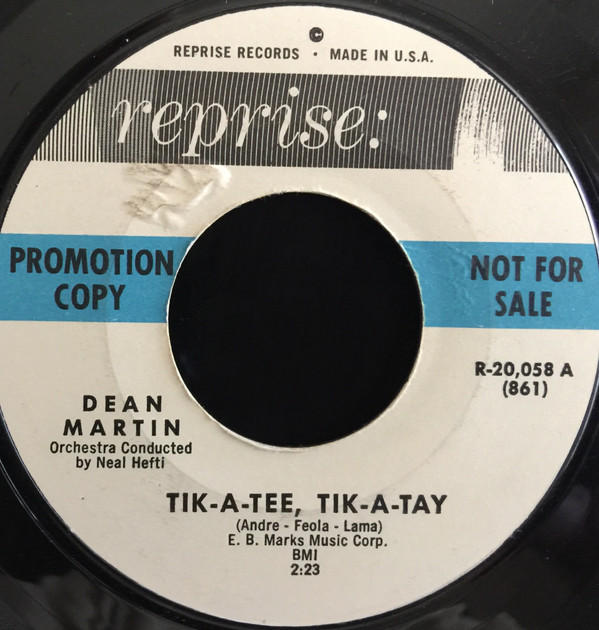 REPRISE RECORDS · MADE IN U.S.A.
reprise:
PROMOTION
COPY
NOT FOR
SALE
R-20,058 A
(861)
DEAN
MARTIN
Orchestra Conducted
by Neal Hefti
TIK-A-TEE, TIK-A-TAY
(Andre - Feola - Lama)
E. B. Marks Music Corp.
BMI
2:23